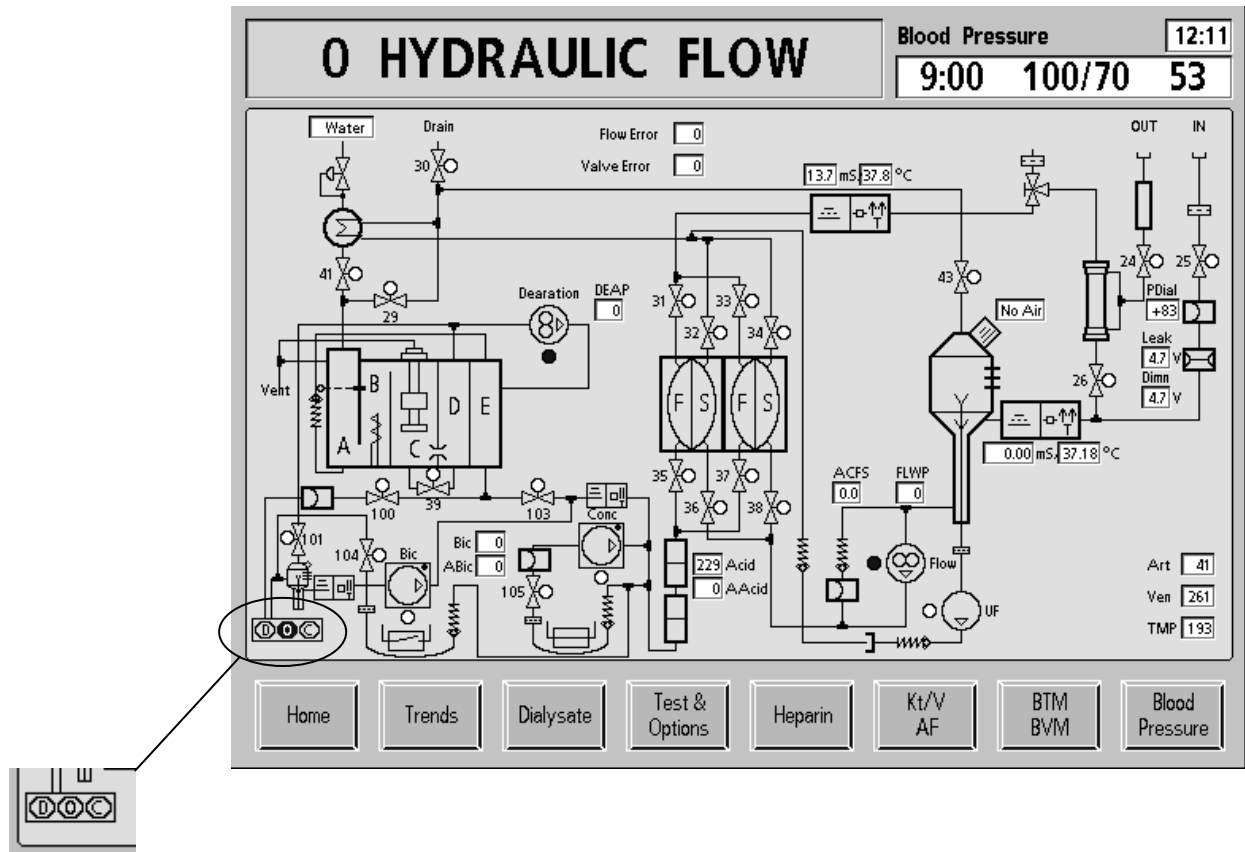 0 HYDRAULIC FLOW
Blood Pressure 12:11
9:00 100/70 53
Water Drain
Flow Error 0
Valve Error 0
30
13.7 mS/37.8 °C
OUT IN
41
29
Dearation DEAP
0
31 33
32 34
43
No Air
24 25
PDial
+83
Leak
4.7 V
Dimn
4.7 V
26
Vent
A B C D E
F S F S
0.00 mS/37.18 °C
35 37
36 38
ACFS FLWP
0.0 0
100 39 103 Conc
101
104 Bic
Bic 0
ABic 0
105
229 Acid
0 AAcid
Flow
UF
Art 41
Ven 261
TMP 193
D O C
Home Trends Dialysate Test & Options Heparin Kt/V AF BTM BVM Blood Pressure
D O C